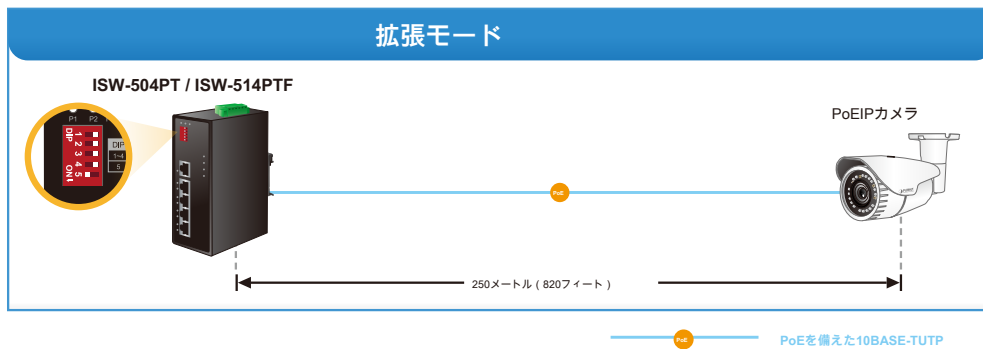 拡張モード
ISW-504PT / ISW-514PTF
P1 P2
DIP
1 2 3 4 5
ON
DIP
1~4
5
PoEIPカメラ
PoE
250メートル ( 820フィート )
PoE
PoEを備えた10BASE-TUTP